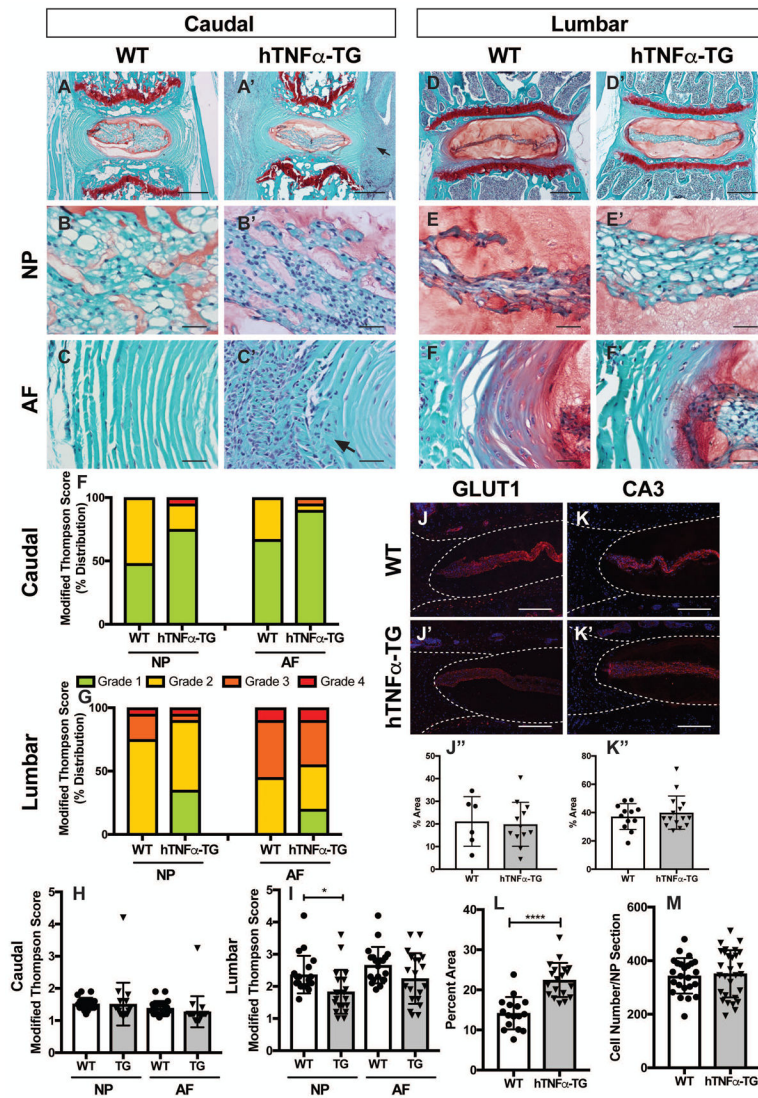 Caudal
Lumbar
WT
hTNFα-TG
WT
hTNFα-TG
A
A'
D
D'
NP
B
B'
E
E'
AF
C
C'
F
F'
F
Caudal
Modified Thompson Score
(% Distribution)
100
50
0
WT
hTNFα-TG
WT
hTNFα-TG
NP
AF
Grade 1
Grade 2
Grade 3
Grade 4
G
Lumbar
Modified Thompson Score
(% Distribution)
100
50
0
WT
hTNFα-TG
WT
hTNFα-TG
NP
AF
GLUT1
CA3
WT
J
K
hTNFα-TG
J'
K'
J''
% Area
50
40
30
20
10
0
WT
hTNFα-TG
K''
% Area
80
60
40
20
0
WT
hTNFα-TG
H
Caudal
Modified Thompson Score
5
4
3
2
1
0
WT
TG
WT
TG
NP
AF
I
Lumbar
Modified Thompson Score
5
4
3
2
1
0
*
WT
TG
WT
TG
NP
AF
L
Percent Area
40
30
20
10
0
****
WT
hTNFα-TG
M
Cell Number/NP Section
600
400
200
0
WT
hTNFα-TG